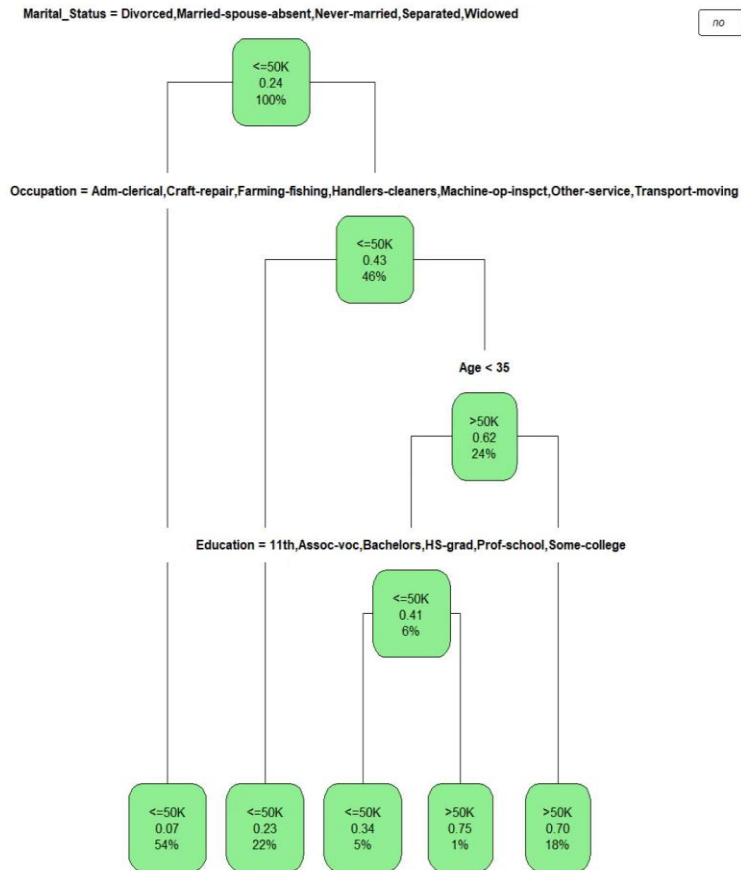 Marital_Status = Divorced,Married-spouse-absent,Never-married,Separated,Widowed
no
<=50K
0.24
100%
Occupation = Adm-clerical,Craft-repair,Farming-fishing,Handlers-cleaners,Machine-op-inspct,Other-service,Transport-moving
<=50K
0.43
46%
Age < 35
>50K
0.62
24%
Education = 11th,Assoc-voc,Bachelors,HS-grad,Prof-school,Some-college
<=50K
0.41
6%
<=50K
0.07
54%
<=50K
0.23
22%
<=50K
0.34
5%
>50K
0.75
1%
>50K
0.70
18%